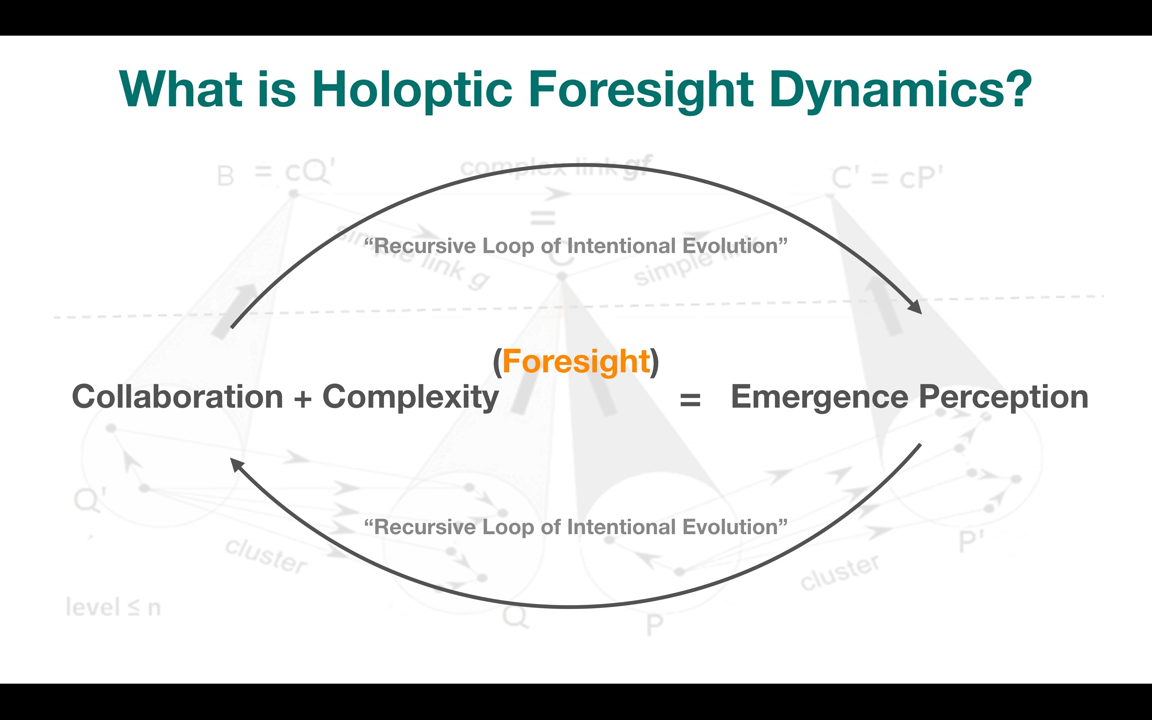 What is Holoptic Foresight Dynamics?
B = cQ'
complex link gf
C' = cP'
=
“Recursive Loop of Intentional Evolution”
simple link g
C
simple link
(Foresight)
Collaboration + Complexity = Emergence Perception
Q'
“Recursive Loop of Intentional Evolution”
cluster
cluster
P'
level ≤ n
Q
P